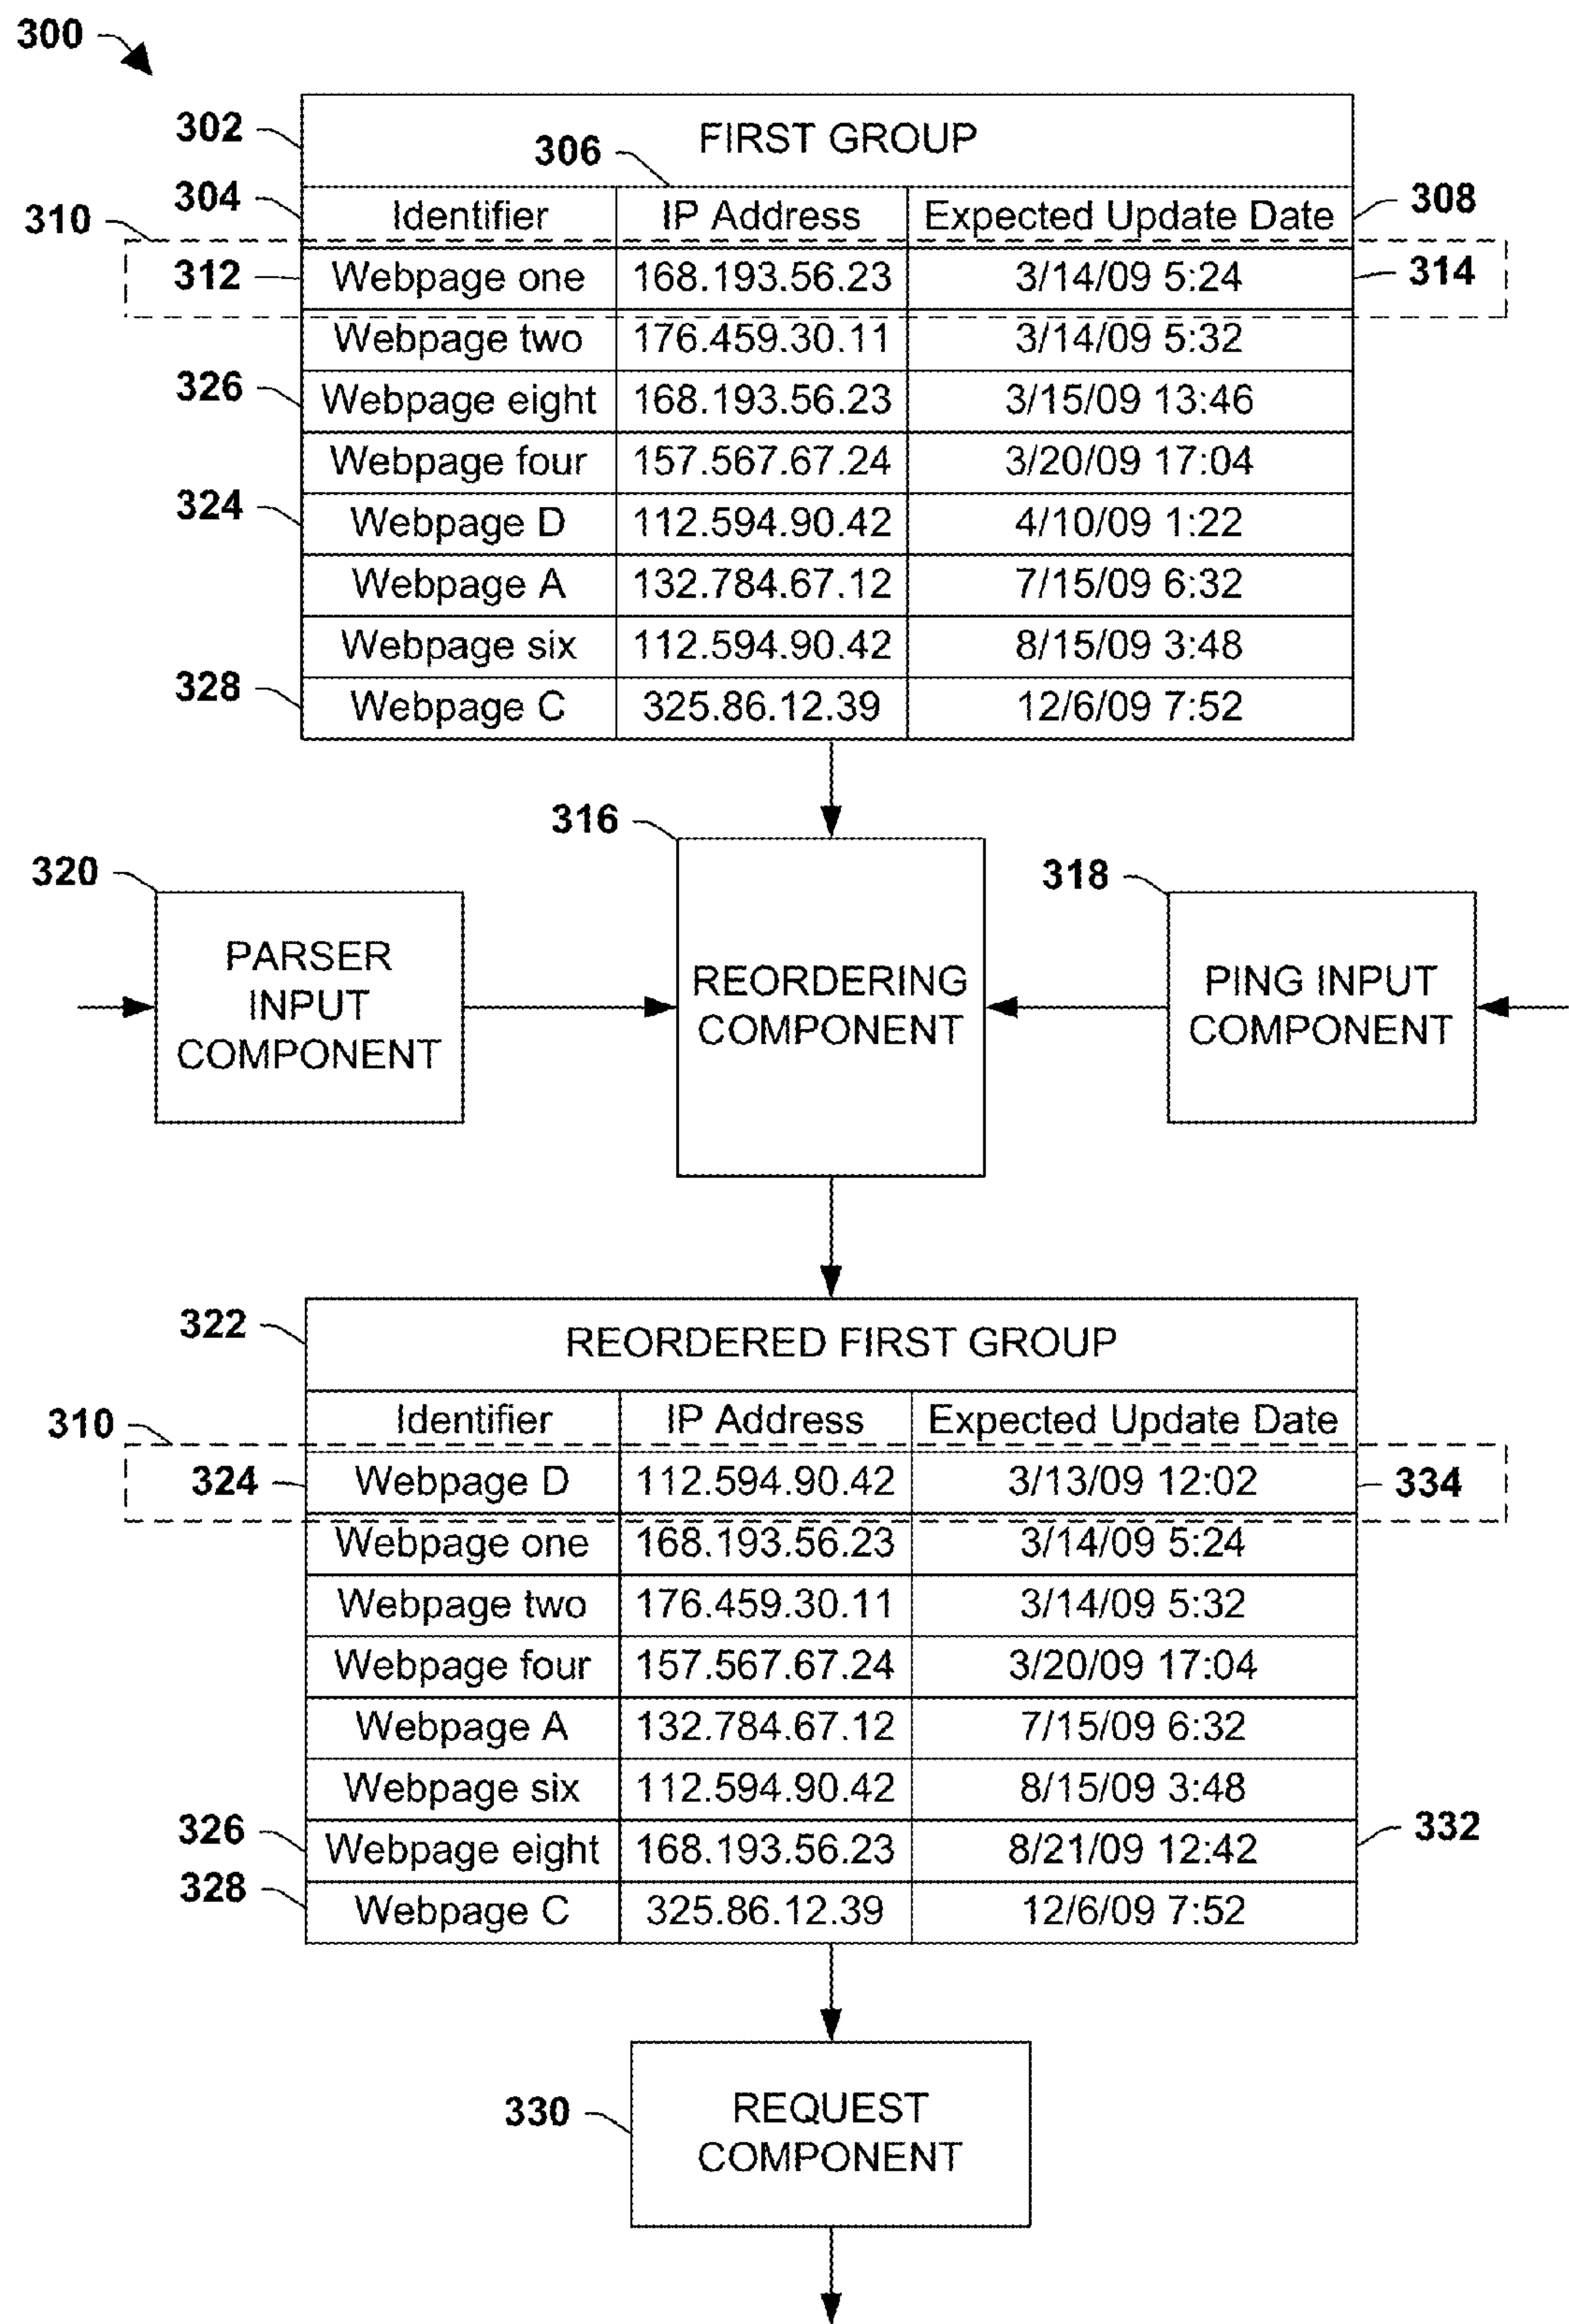 300
302
FIRST GROUP
306
304
310
Identifier IP Address Expected Update Date
308
312 Webpage one 168.193.56.23 3/14/09 5:24 314
Webpage two 176.459.30.11 3/14/09 5:32
326 Webpage eight 168.193.56.23 3/15/09 13:46
Webpage four 157.567.67.24 3/20/09 17:04
324 Webpage D 112.594.90.42 4/10/09 1:22
Webpage A 132.784.67.12 7/15/09 6:32
Webpage six 112.594.90.42 8/15/09 3:48
328 Webpage C 325.86.12.39 12/6/09 7:52
316
320
318
PARSER
INPUT
COMPONENT
REORDERING
COMPONENT
PING INPUT
COMPONENT
322
REORDERED FIRST GROUP
310
Identifier IP Address Expected Update Date
324 Webpage D 112.594.90.42 3/13/09 12:02 334
Webpage one 168.193.56.23 3/14/09 5:24
Webpage two 176.459.30.11 3/14/09 5:32
Webpage four 157.567.67.24 3/20/09 17:04
Webpage A 132.784.67.12 7/15/09 6:32
Webpage six 112.594.90.42 8/15/09 3:48
326 Webpage eight 168.193.56.23 8/21/09 12:42 332
328 Webpage C 325.86.12.39 12/6/09 7:52
330
REQUEST
COMPONENT